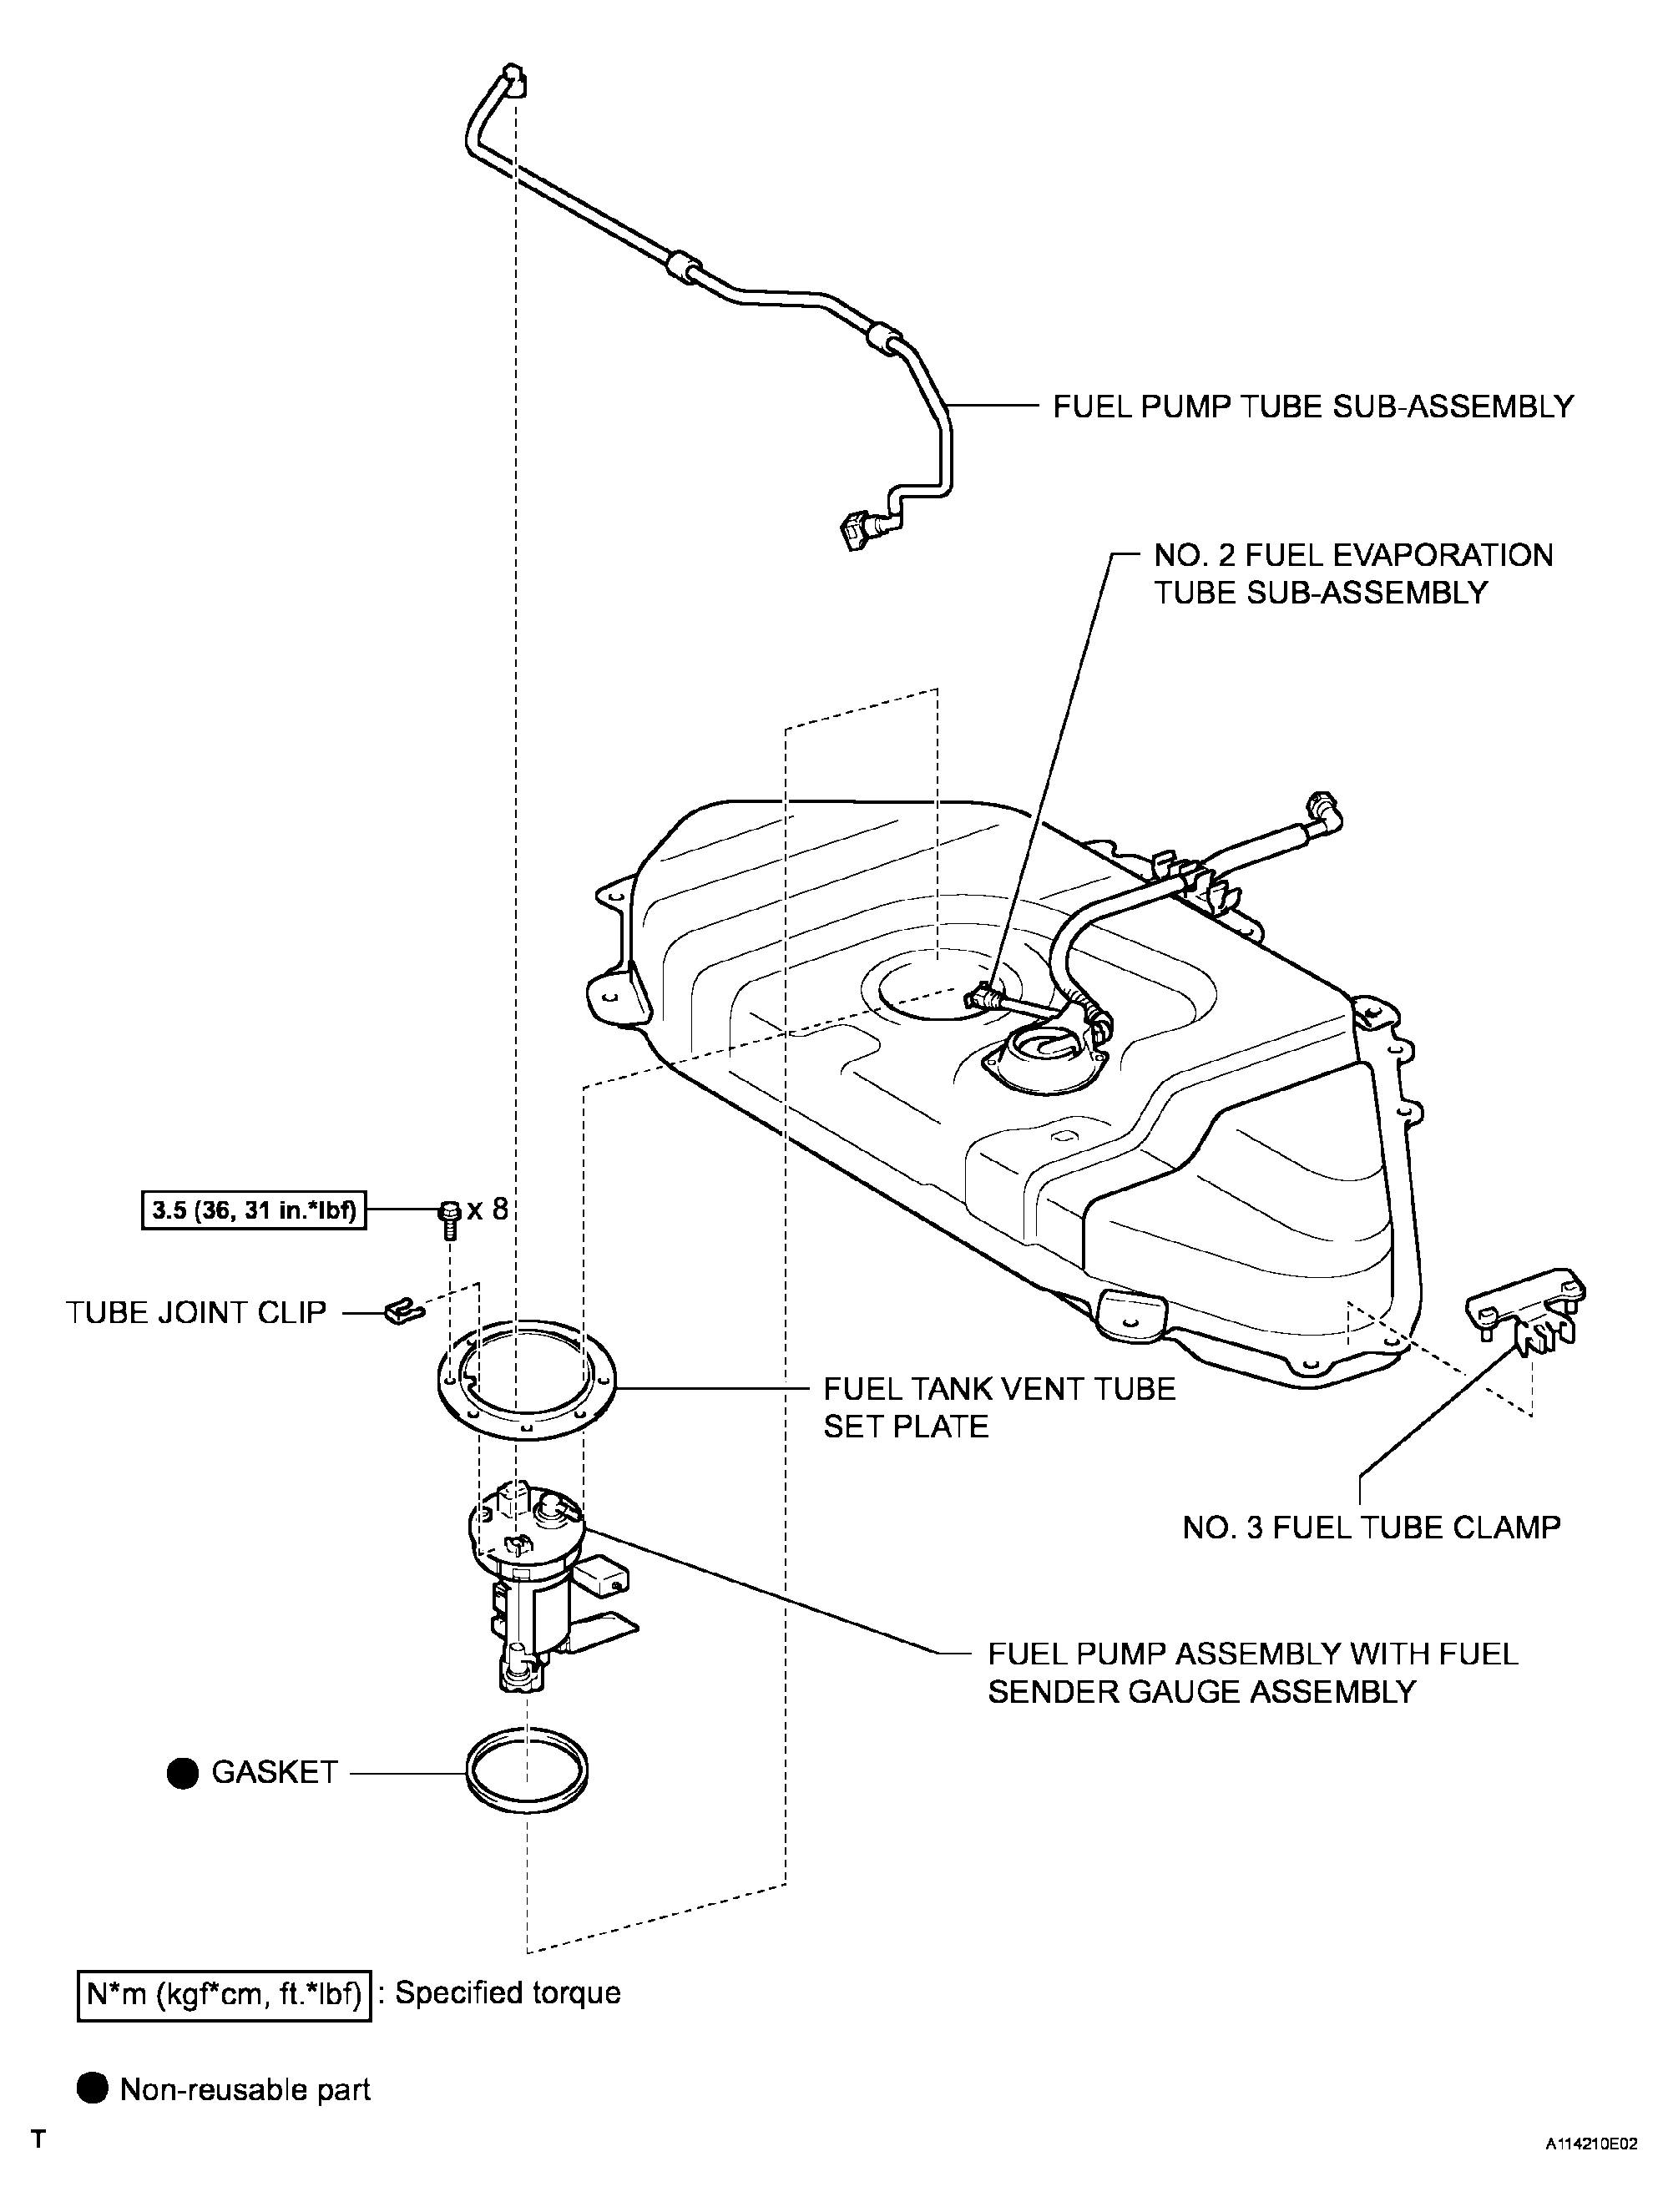 FUEL PUMP TUBE SUB-ASSEMBLY
NO. 2 FUEL EVAPORATION
TUBE SUB-ASSEMBLY
3.5 (36, 31 in.*lbf)
x 8
TUBE JOINT CLIP
FUEL TANK VENT TUBE
SET PLATE
NO. 3 FUEL TUBE CLAMP
FUEL PUMP ASSEMBLY WITH FUEL
SENDER GAUGE ASSEMBLY
GASKET
N*m (kgf*cm, ft.*lbf) : Specified torque
Non-reusable part
T
A114210E02